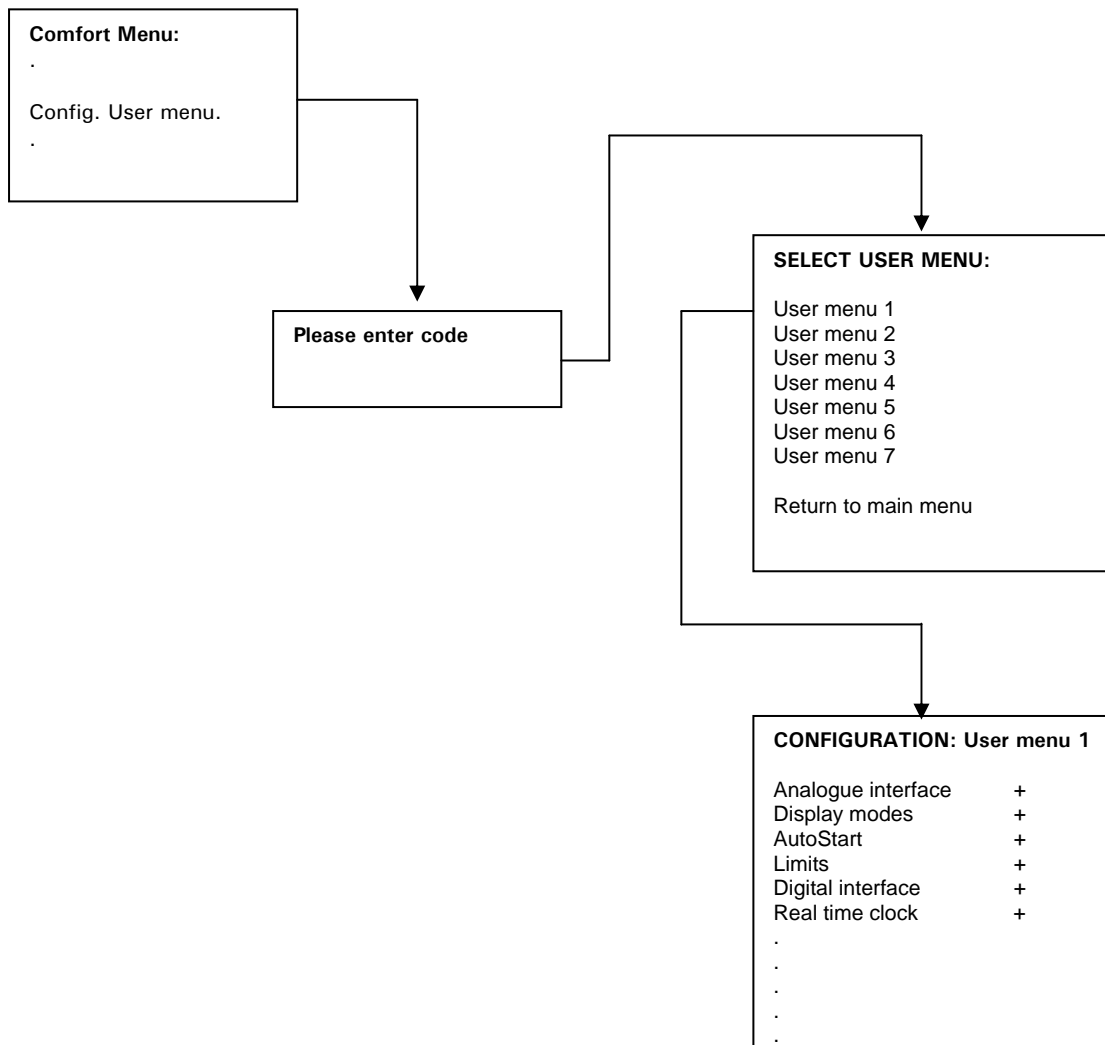 Comfort Menu:
.
Config. User menu.
.
Please enter code
SELECT USER MENU:
User menu 1
User menu 2
User menu 3
User menu 4
User menu 5
User menu 6
User menu 7
Return to main menu
CONFIGURATION: User menu 1
Analogue interface +
Display modes +
AutoStart +
Limits +
Digital interface +
Real time clock +
.
.
.
.
.